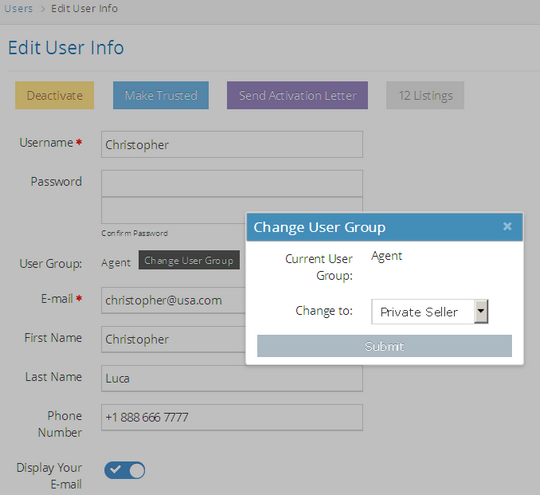 Users > Edit User Info
Edit User Info
Deactivate Make Trusted Send Activation Letter 12 Listings
Username * Christopher
Password
Confirm Password
User Group: Agent Change User Group
E-mail * christopher@usa.com
First Name Christopher
Last Name Luca
Phone Number +1 888 666 7777
Display Your E-mail
Change User Group ×
Current User Group: Agent
Change to: Private Seller
Submit